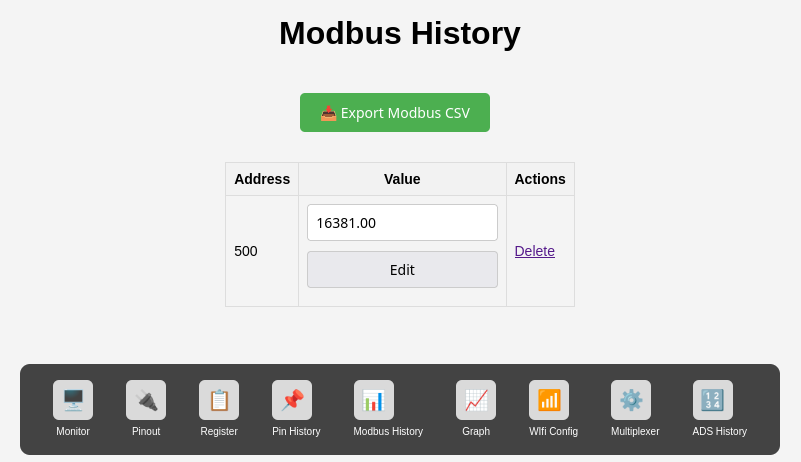 Modbus History
📥 Export Modbus CSV
Address Value Actions
16381.00
500 Delete
Edit
Monitor Pinout Register Pin History Modbus History Graph WIfi Config Multiplexer ADS History